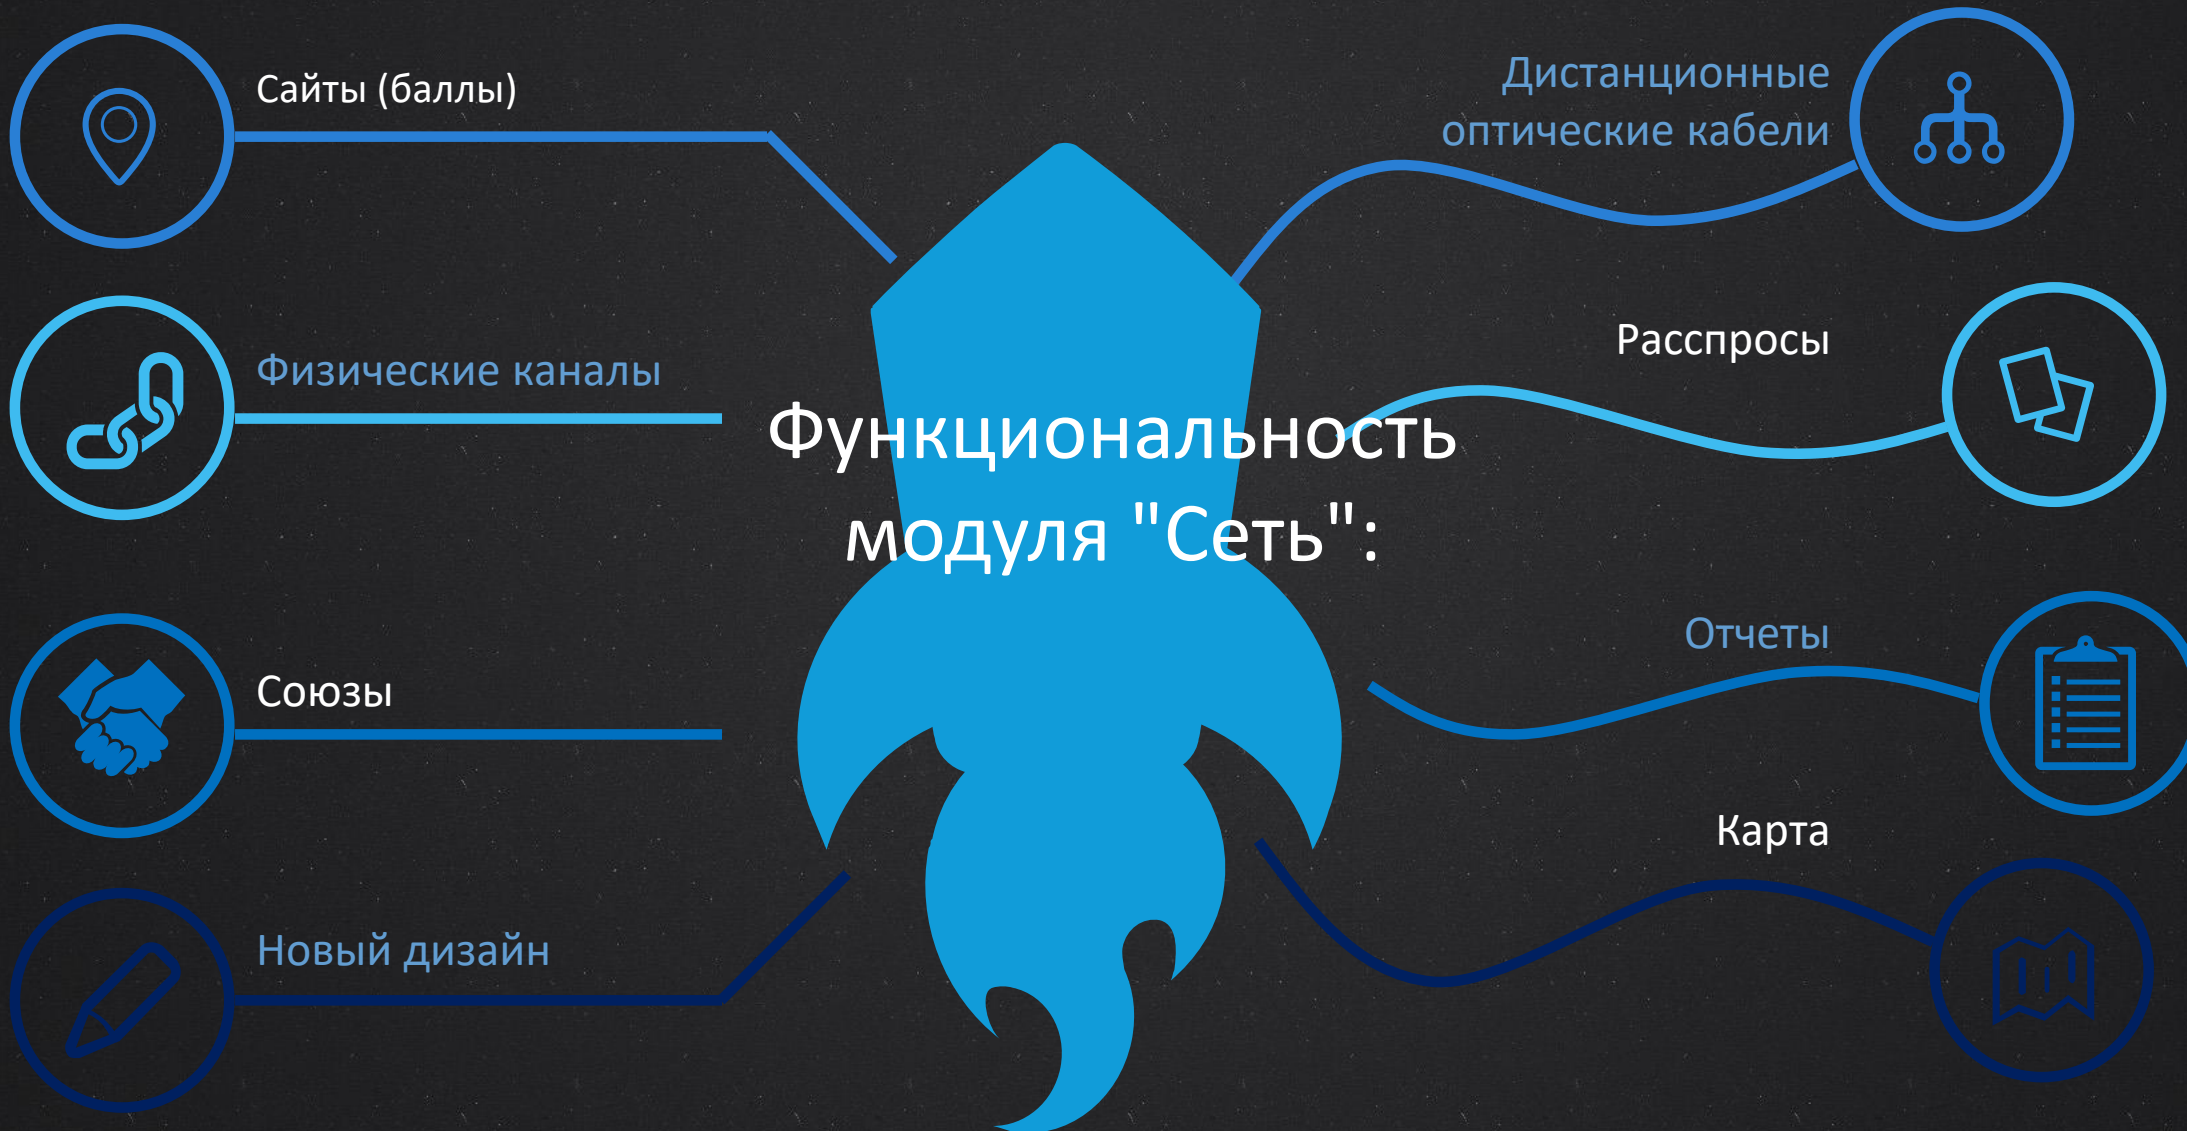 Сайты (баллы)
Физические каналы
Союзы
Новый дизайн
Функциональность
модуля "Сеть":
Дистанционные
оптические кабели
Расспросы
Отчеты
Карта